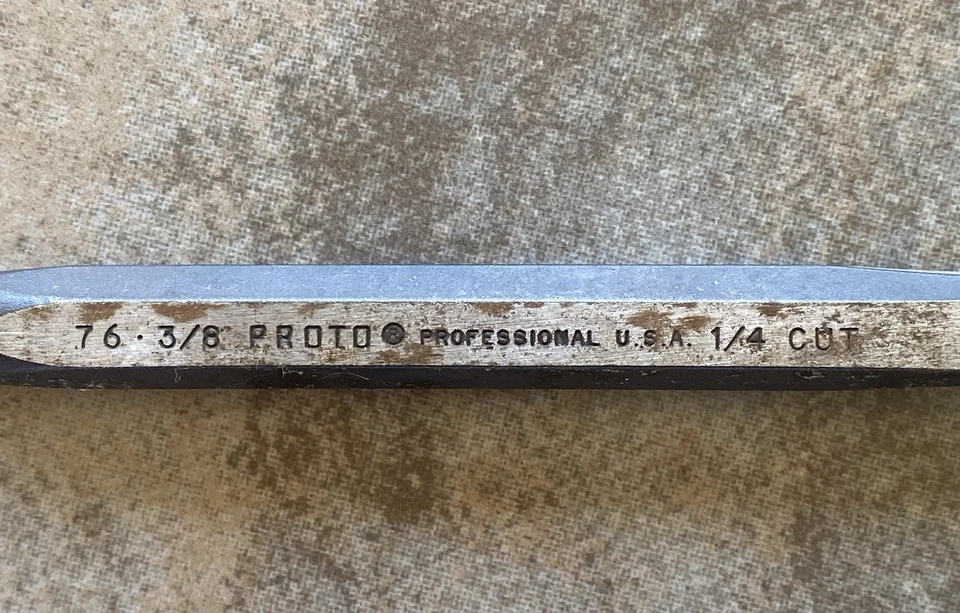 76·3/8 PROTO® PROFESSIONAL U.S.A. 1/4 CUT